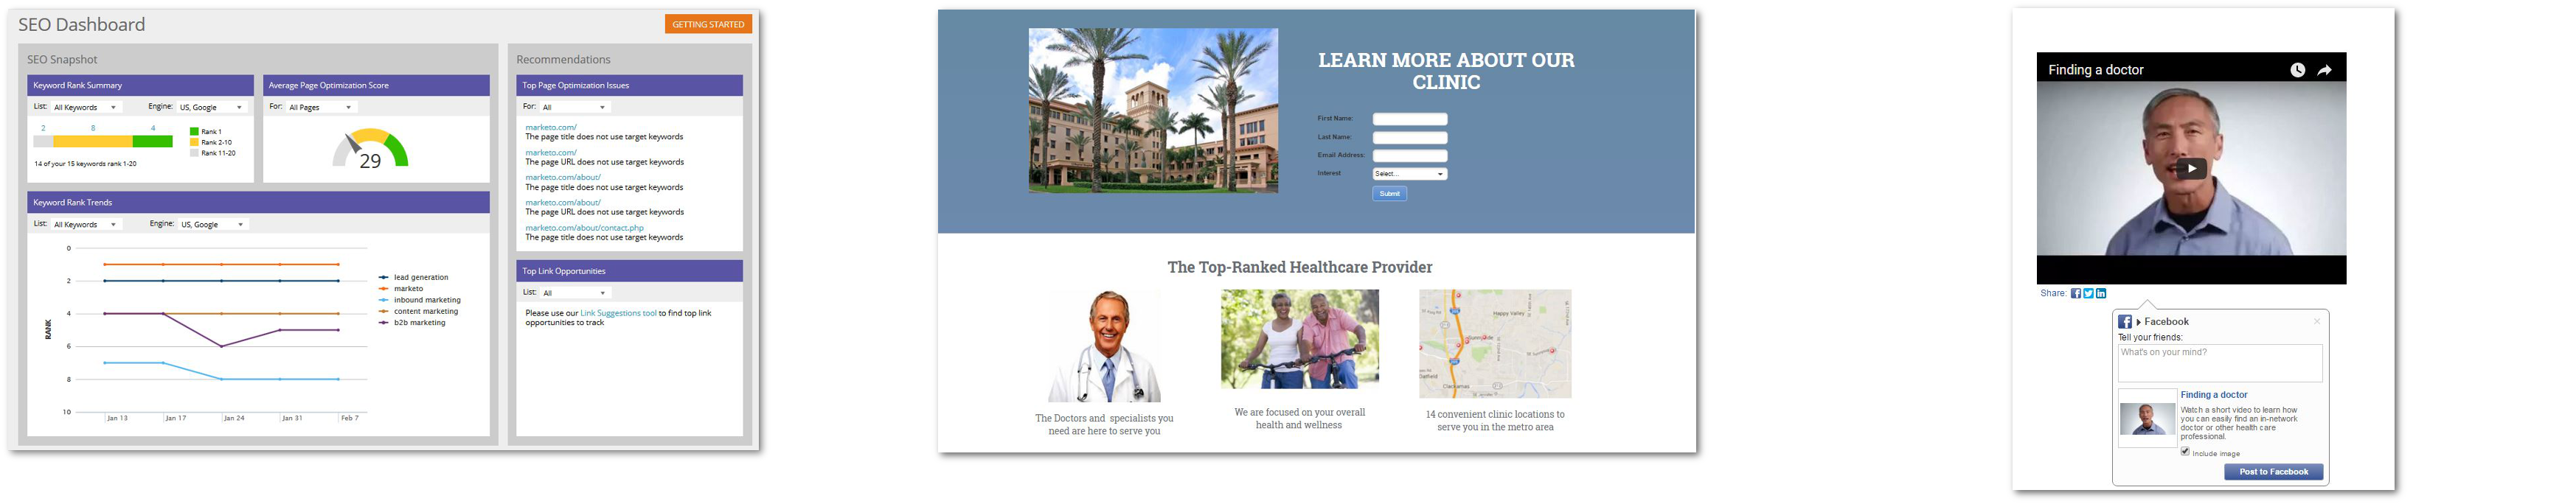 SEO Dashboard
GETTING STARTED
SEO Snapshot
Keyword Rank Summary
List: All Keywords
Engine: US, Google
2 8 4
Rank 1
Rank 2-10
Rank 11-20
14 of your 15 keywords rank 1-20
Average Page Optimization Score
For: All Pages
29
Keyword Rank Trends
List: All Keywords
Engine: US, Google
0
2
4
6
8
10
RANK
Jan 13
Jan 17
Jan 24
Jan 31
Feb 7
lead generation
marketo
inbound marketing
content marketing
b2b marketing
Recommendations
Top Page Optimization Issues
For: All
marketo.com/
The page title does not use target keywords
marketo.com/
The page URL does not use target keywords
marketo.com/about/
The page title does not use target keywords
marketo.com/about/
The page URL does not use target keywords
marketo.com/about/contact.php
The page title does not use target keywords
Top Link Opportunities
List: All
Please use our Link Suggestions tool to find top link
opportunities to track
LEARN MORE ABOUT OUR
CLINIC
First Name:
Last Name:
Email Address:
Interest
Select...
Submit
The Top-Ranked Healthcare Provider
Happy Valley
Clackamas
The Doctors and specialists you
need are here to serve you
We are focused on your overall
health and wellness
14 convenient clinic locations to
serve you in the metro area
Finding a doctor
Share:
Facebook
Tell your friends:
What's on your mind?
Finding a doctor
Watch a short video to learn how
you can easily find an in-network
doctor or other health care
professional.
Include image
Post to Facebook